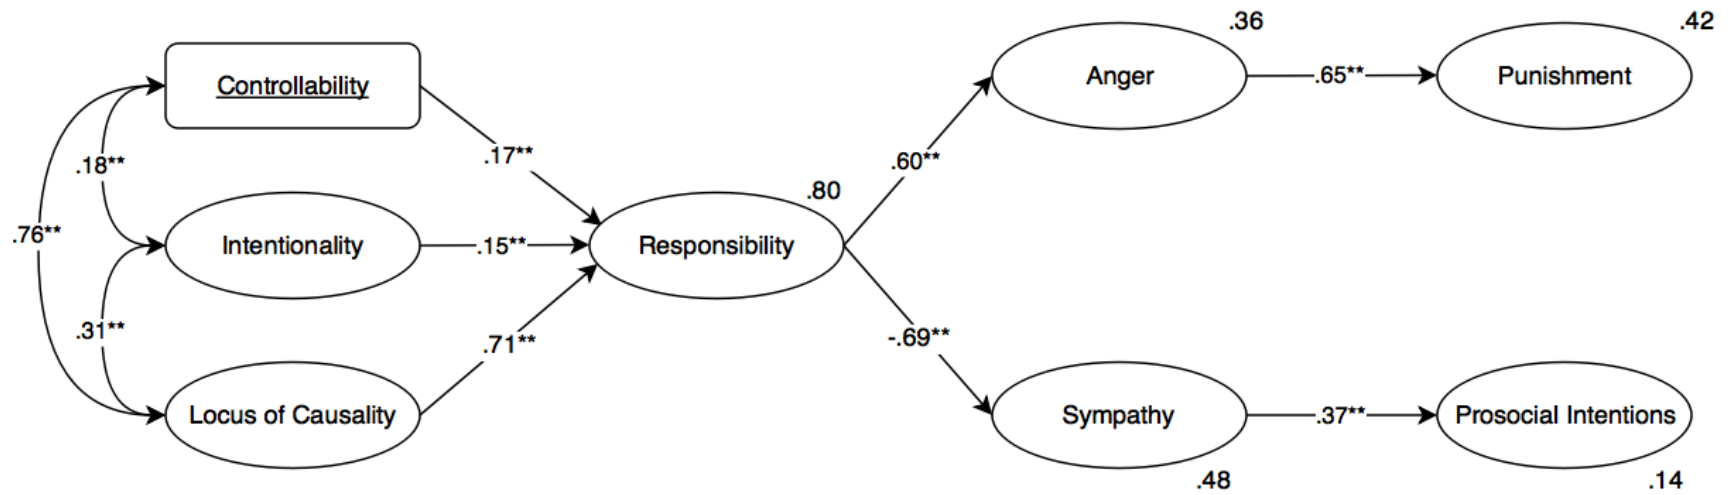 .36
.42
Controllability
Anger
.65**
Punishment
.17**
.18**
.60**
.80
.76**
Intentionality
.15**
Responsibility
.31**
.71**
-.69**
Locus of Causality
Sympathy
.37**
Prosocial Intentions
.48
.14